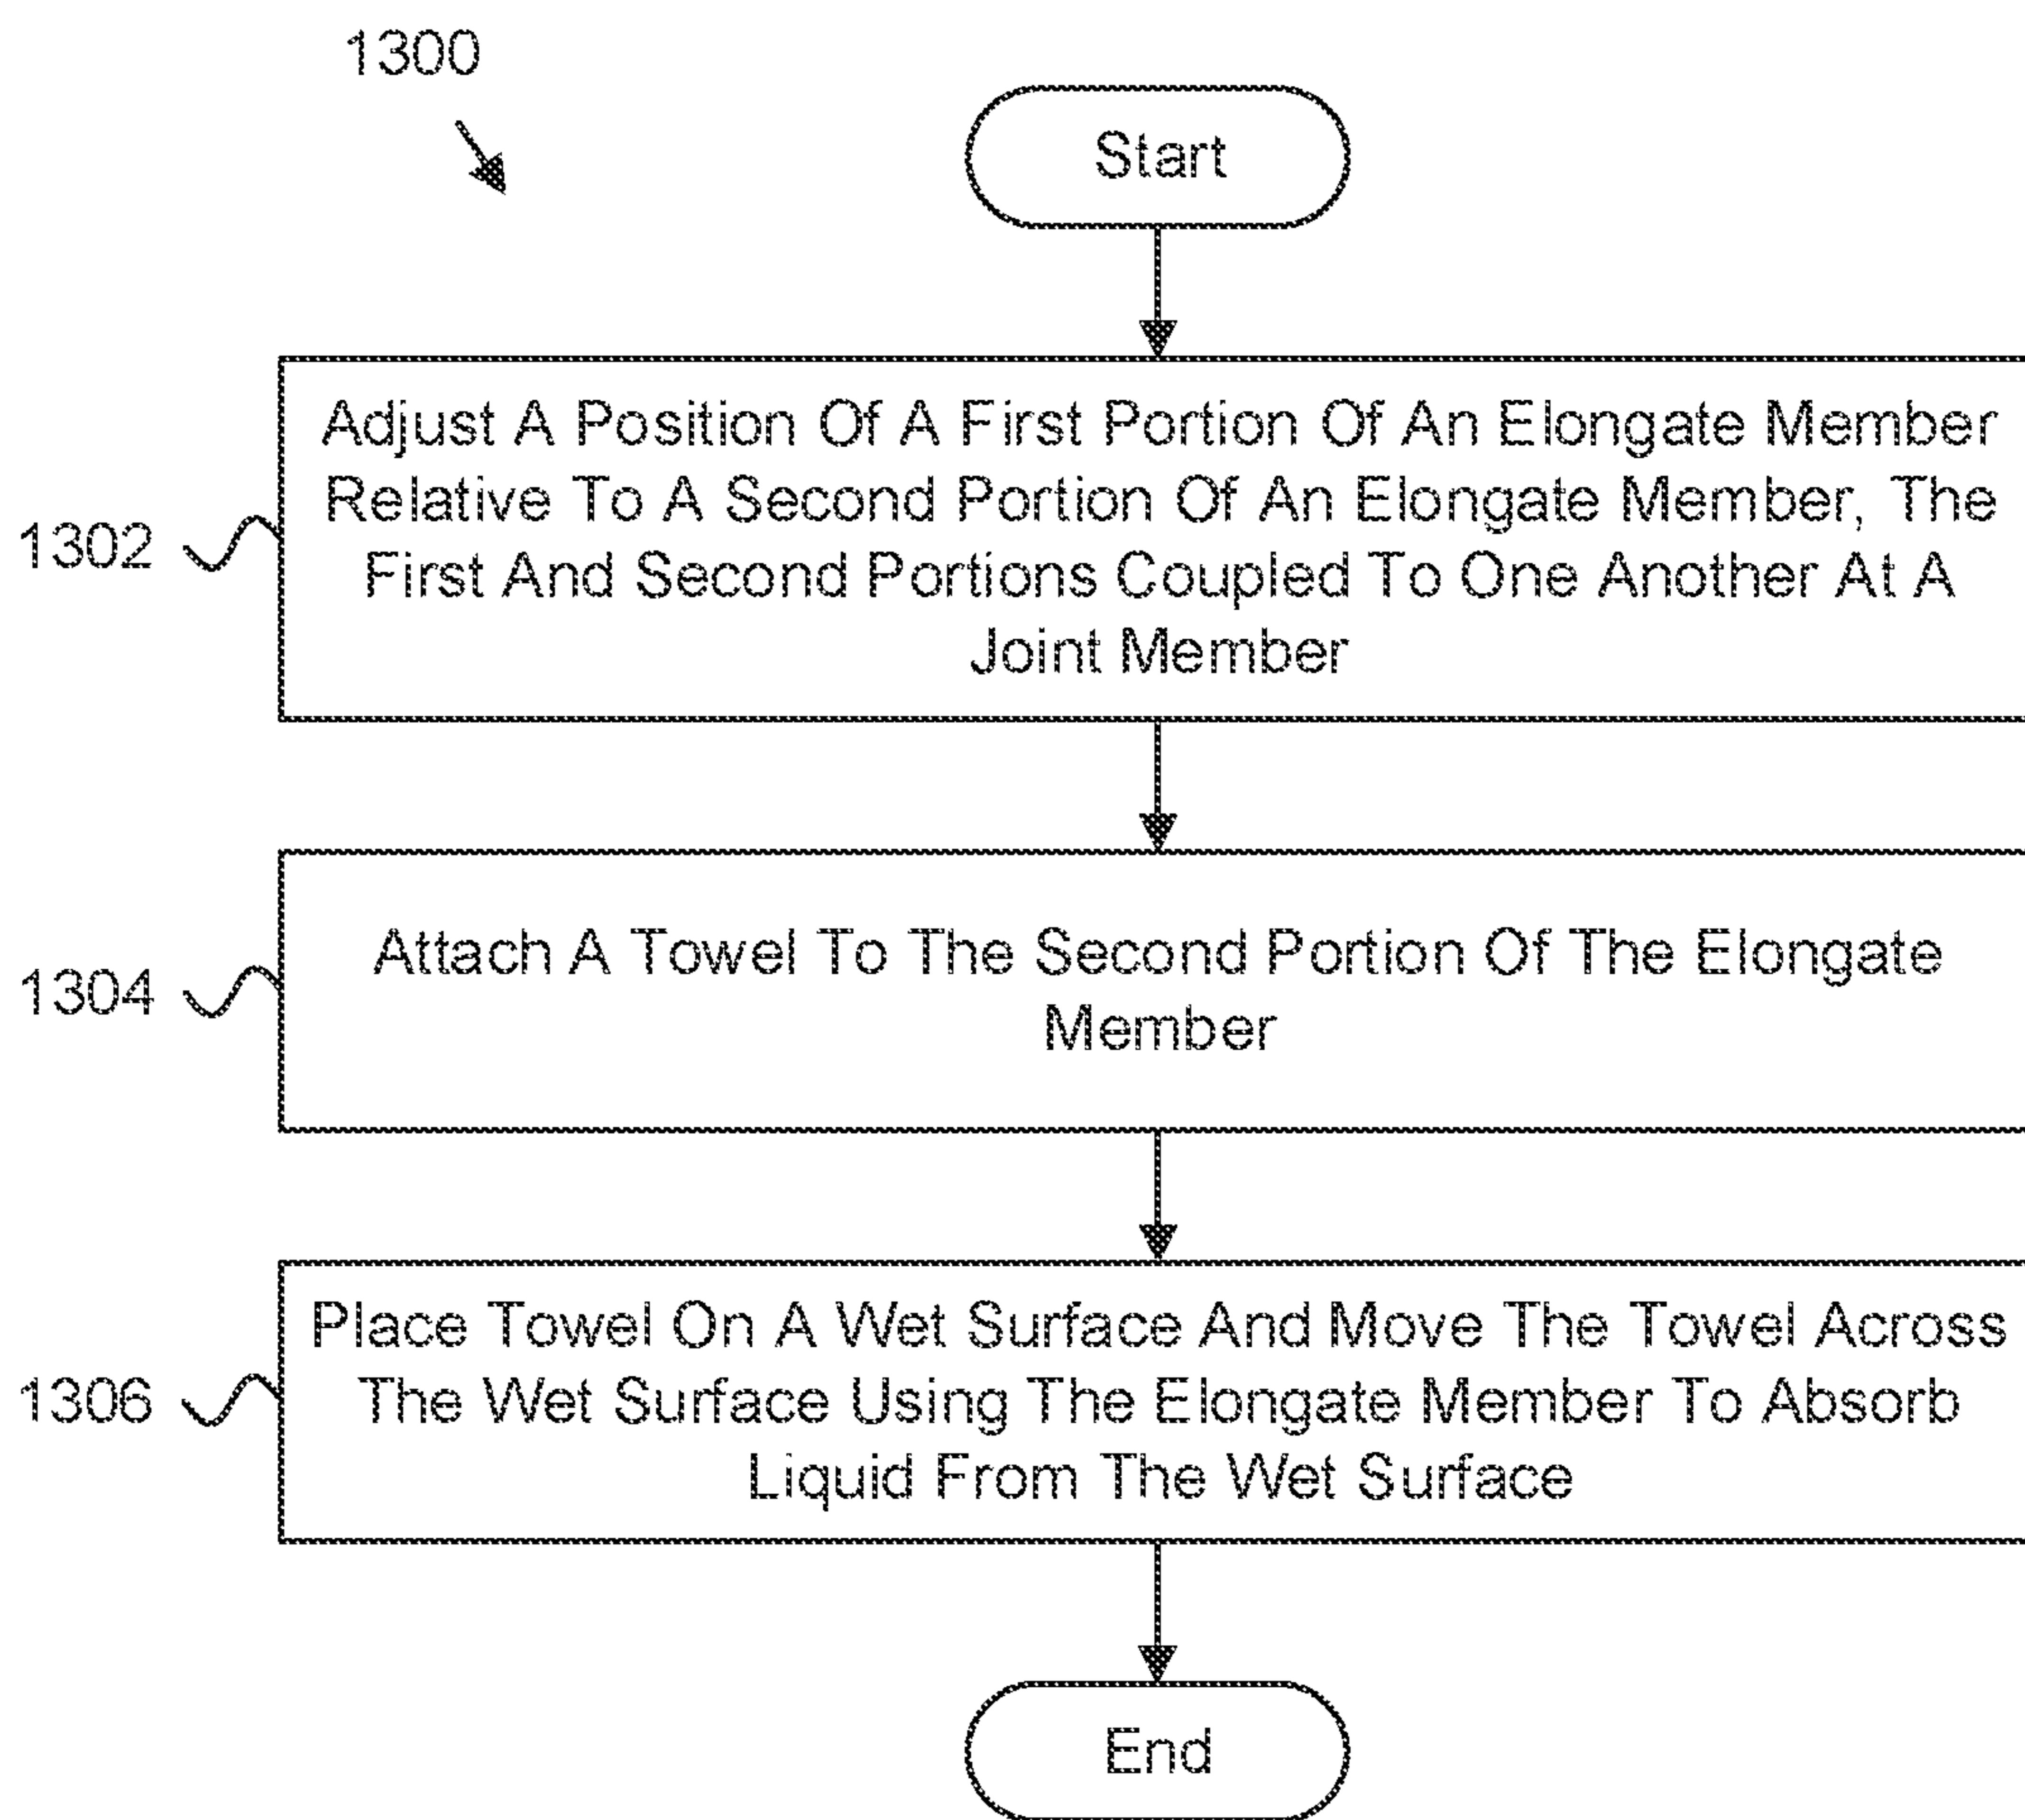 1300
Start
Adjust A Position Of A First Portion Of An Elongate Member
Relative To A Second Portion Of An Elongate Member, The
First And Second Portions Coupled To One Another At A
Joint Member
1302
Attach A Towel To The Second Portion Of The Elongate
Member
1304
Place Towel On A Wet Surface And Move The Towel Across
The Wet Surface Using The Elongate Member To Absorb
Liquid From The Wet Surface
1306
End